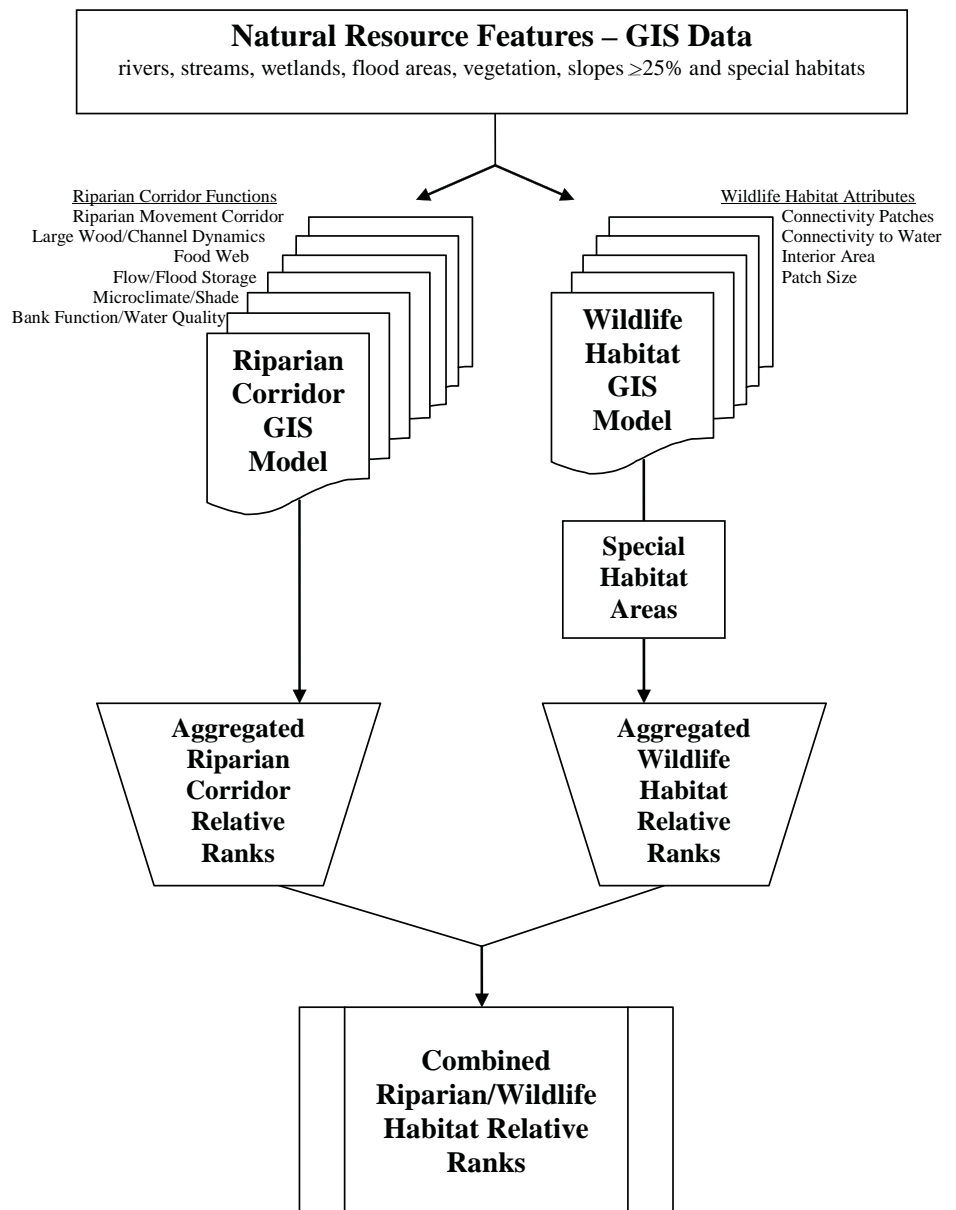 Natural Resource Features – GIS Data
rivers, streams, wetlands, flood areas, vegetation, slopes ≥25% and special habitats
Riparian Corridor Functions
Riparian Movement Corridor
Large Wood/Channel Dynamics
Food Web
Flow/Flood Storage
Microclimate/Shade
Bank Function/Water Quality
Wildlife Habitat Attributes
Connectivity Patches
Connectivity to Water
Interior Area
Patch Size
Riparian
Corridor
GIS
Model
Wildlife
Habitat
GIS
Model
Special
Habitat
Areas
Aggregated
Riparian
Corridor
Relative
Ranks
Aggregated
Wildlife
Habitat
Relative
Ranks
Combined
Riparian/Wildlife
Habitat Relative
Ranks